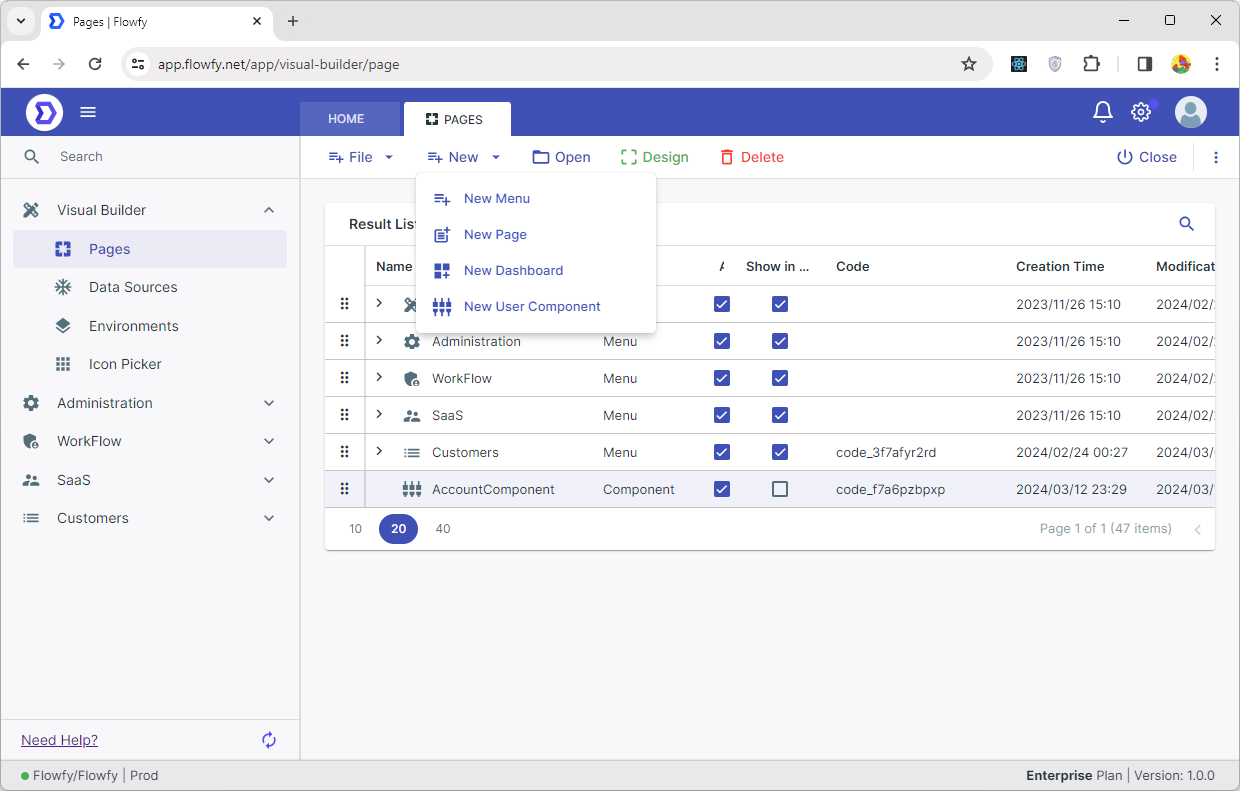 Pages | Flowfy
app.flowfy.net/app/visual-builder/page
HOME
PAGES
Search
File
New
Open
Design
Delete
Close
New Menu
New Page
New Dashboard
New User Component
Visual Builder
Pages
Data Sources
Environments
Icon Picker
Administration
WorkFlow
SaaS
Customers
Result Lis
Name Show in ... Code Creation Time Modificat
2023/11/26 15:10 2024/02/
Administration Menu 2023/11/26 15:10 2024/02/
WorkFlow Menu 2023/11/26 15:10 2024/02/
SaaS Menu 2023/11/26 15:10 2024/02/
Customers Menu code_3f7afyr2rd 2024/02/24 00:27 2024/03/
AccountComponent Component code_f7a6pzbpxp 2024/03/12 23:29 2024/03/
10 20 40 Page 1 of 1 (47 items)
Need Help?
Flowfy/Flowfy | Prod
Enterprise Plan | Version: 1.0.0